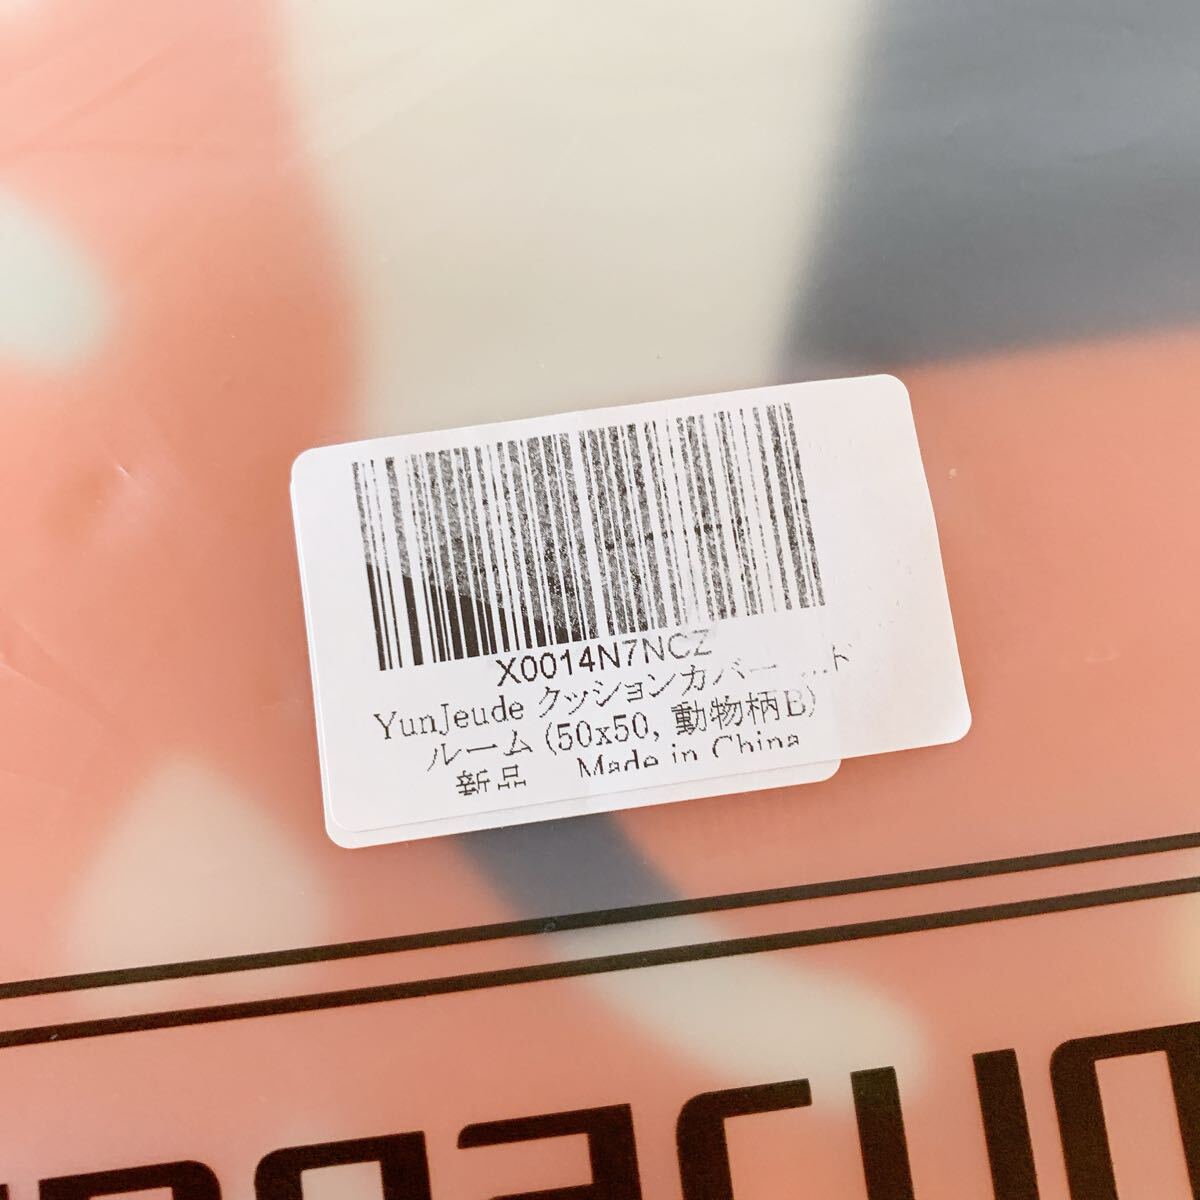 X0014N7NCZ
YunJeude クッションカバー ...ド
ルーム (50x50, 動物柄B)
新品 Made in China